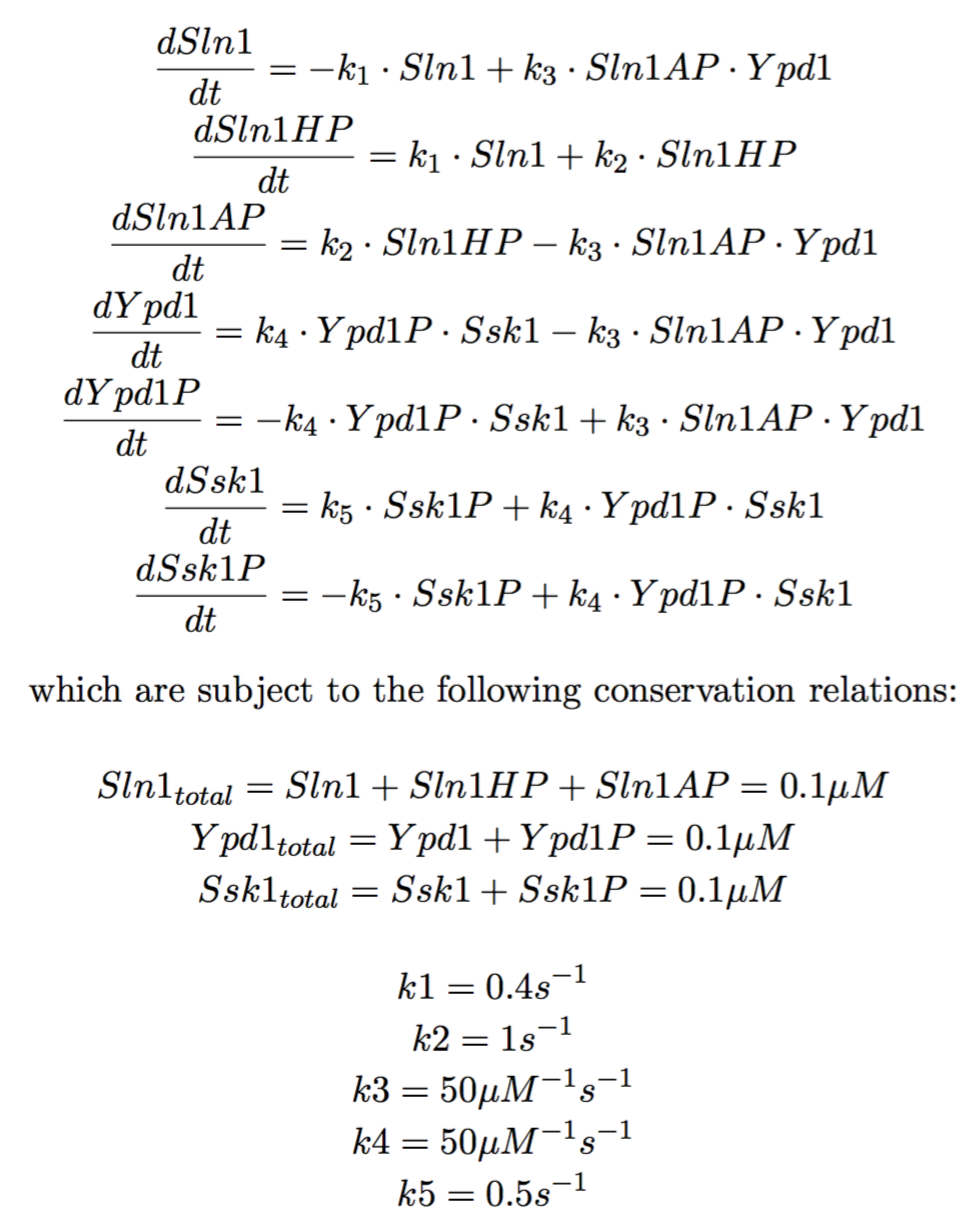 dSln1/dt = −k₁ · Sln1 + k₃ · Sln1AP · Ypd1
dSln1HP/dt = k₁ · Sln1 + k₂ · Sln1HP
dSln1AP/dt = k₂ · Sln1HP − k₃ · Sln1AP · Ypd1
dYpd1/dt = k₄ · Ypd1P · Ssk1 − k₃ · Sln1AP · Ypd1
dYpd1P/dt = −k₄ · Ypd1P · Ssk1 + k₃ · Sln1AP · Ypd1
dSsk1/dt = k₅ · Ssk1P + k₄ · Ypd1P · Ssk1
dSsk1P/dt = −k₅ · Ssk1P + k₄ · Ypd1P · Ssk1
which are subject to the following conservation relations:
Sln1_total = Sln1 + Sln1HP + Sln1AP = 0.1μM
Ypd1_total = Ypd1 + Ypd1P = 0.1μM
Ssk1_total = Ssk1 + Ssk1P = 0.1μM
k1 = 0.4s⁻¹
k2 = 1s⁻¹
k3 = 50μM⁻¹s⁻¹
k4 = 50μM⁻¹s⁻¹
k5 = 0.5s⁻¹